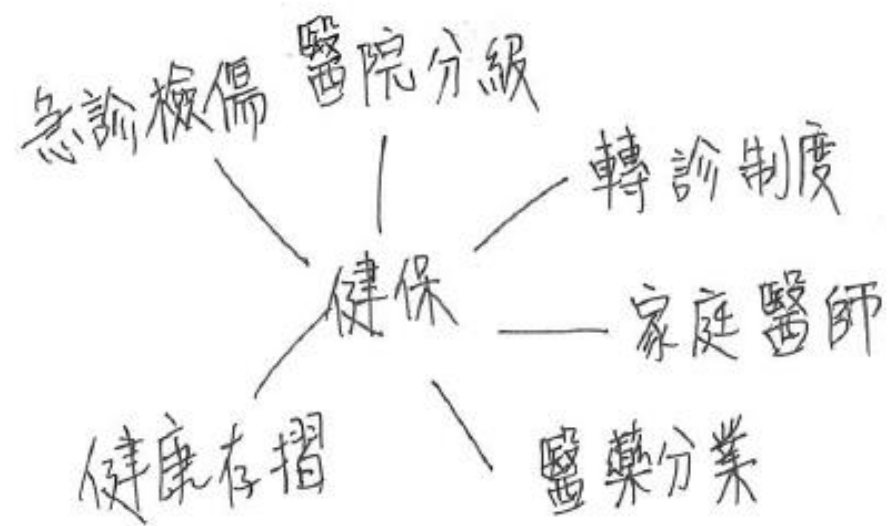 急診檢傷
醫院分級
轉診制度
健保
家庭醫師
健康存摺
醫藥分業